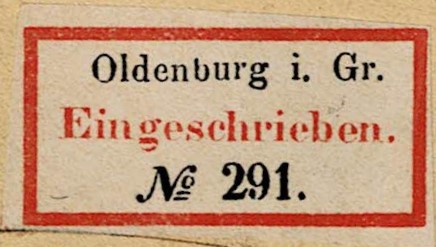 Oldenburg i. Gr.
Eingeschrieben.
№ 291.